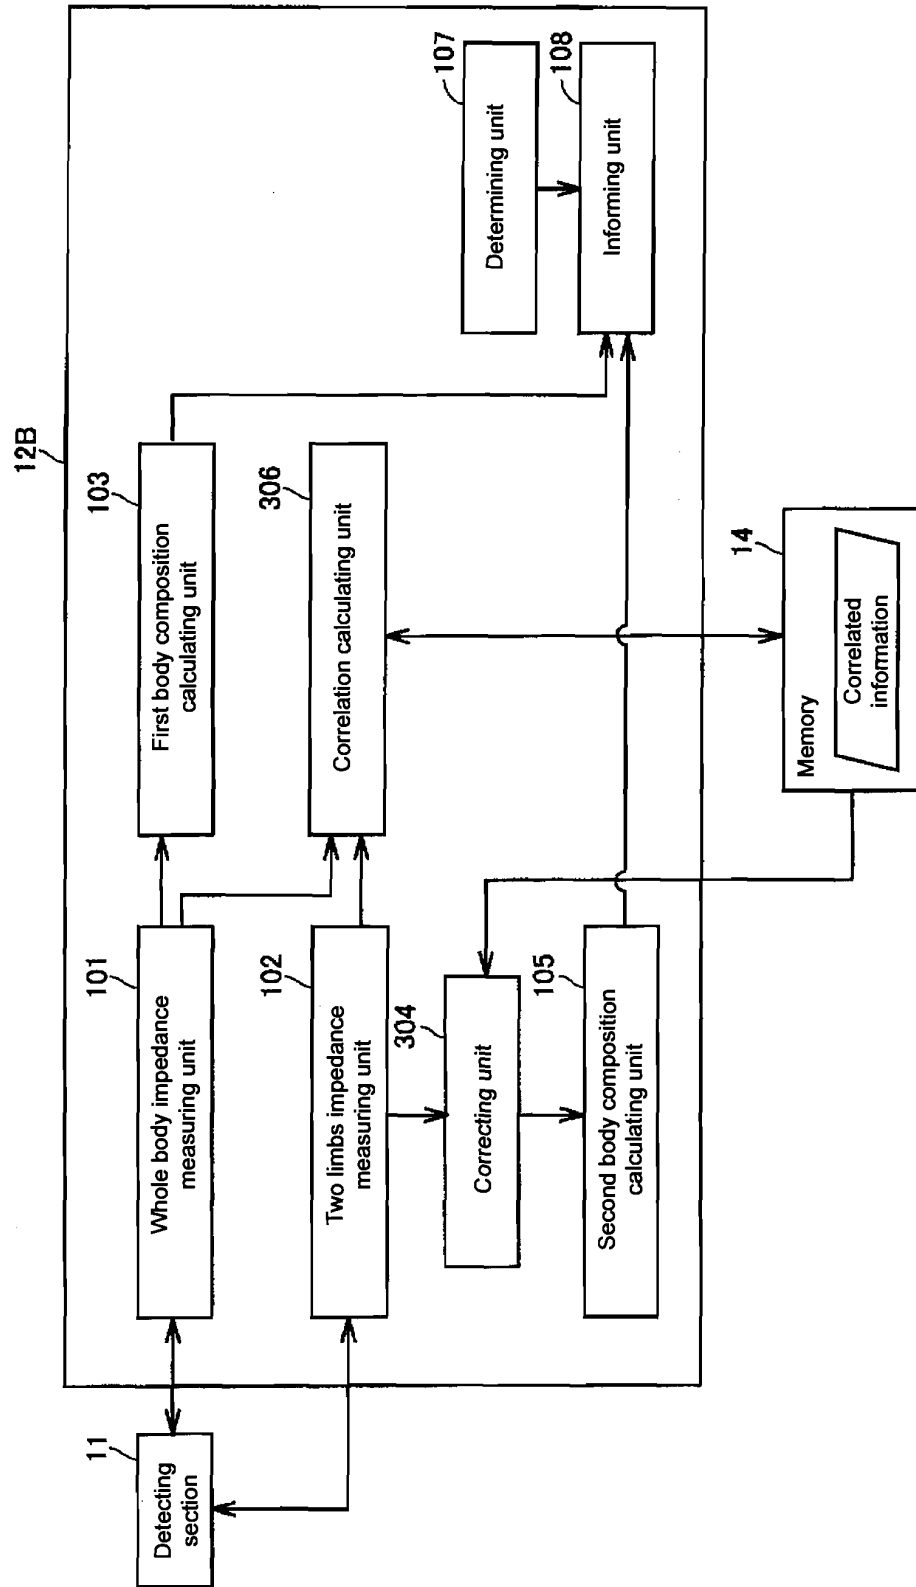 12B
11
Detecting
section
101
Whole body impedance
measuring unit
103
First body composition
calculating unit
102
Two limbs impedance
measuring unit
306
Correlation calculating unit
304
Correcting unit
107
Determining unit
105
Second body composition
calculating unit
108
Informing unit
14
Memory
Correlated
information